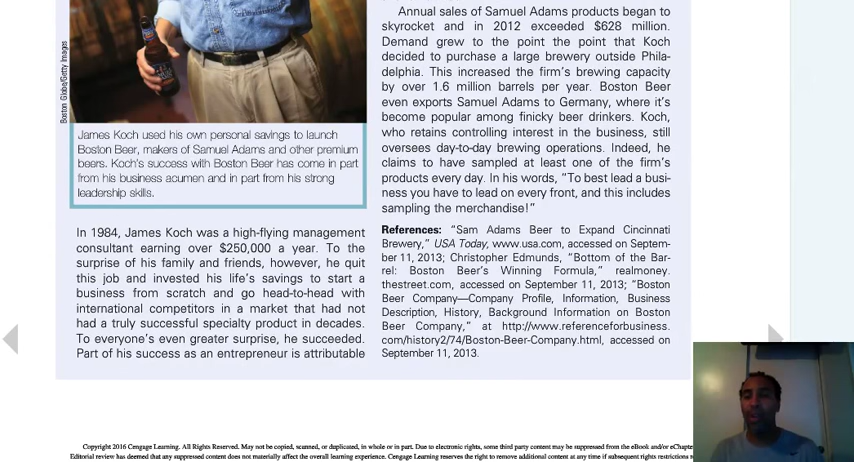 Boston Globe/Getty Images
James Koch used his own personal savings to launch
Boston Beer, makers of Samuel Adams and other premium
beers. Koch's success with Boston Beer has come in part
from his business acumen and in part from his strong
leadership skills.
In 1984, James Koch was a high-flying management
consultant earning over $250,000 a year. To the
surprise of his family and friends, however, he quit
this job and invested his life's savings to start a
business from scratch and go head-to-head with
international competitors in a market that had not
had a truly successful specialty product in decades.
To everyone's even greater surprise, he succeeded.
Part of his success as an entrepreneur is attributable
Annual sales of Samuel Adams products began to
skyrocket and in 2012 exceeded $628 million.
Demand grew to the point the point that Koch
decided to purchase a large brewery outside Phila-
delphia. This increased the firm's brewing capacity
by over 1.6 million barrels per year. Boston Beer
even exports Samuel Adams to Germany, where it's
become popular among finicky beer drinkers. Koch,
who retains controlling interest in the business, still
oversees day-to-day brewing operations. Indeed, he
claims to have sampled at least one of the firm's
products every day. In his words, "To best lead a busi-
ness you have to lead on every front, and this includes
sampling the merchandise!"
References: "Sam Adams Beer to Expand Cincinnati
Brewery," USA Today, www.usa.com, accessed on Septem-
ber 11, 2013; Christopher Edmunds, "Bottom of the Bar-
rel: Boston Beer's Winning Formula," realmoney.
thestreet.com, accessed on September 11, 2013; "Boston
Beer Company—Company Profile, Information, Business
Description, History, Background Information on Boston
Beer Company," at http://www.referenceforbusiness.
com/history2/74/Boston-Beer-Company.html, accessed on
September 11, 2013.
Copyright 2016 Cengage Learning. All Rights Reserved. May not be copied, scanned, or duplicated, in whole or in part. Due to electronic rights, some third party content may be suppressed from the eBook and/or eChapte
Editorial review has deemed that any suppressed content does not materially affect the overall learning experience. Cengage Learning reserves the right to remove additional content at any time if subsequent rights